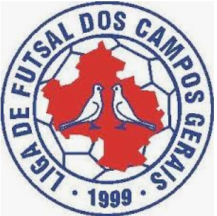 LIGA DE FUTSAL DOS CAMPOS GERAIS
· 1999 ·